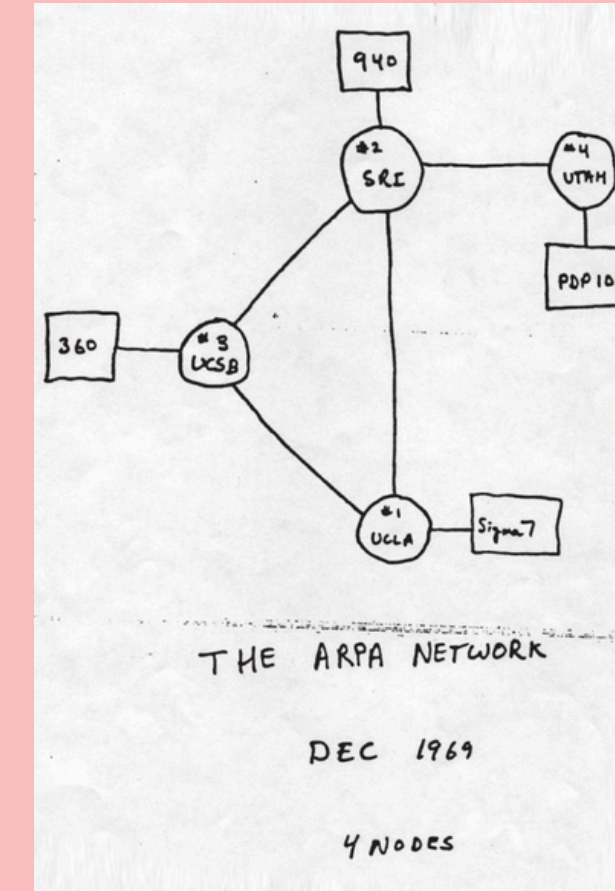 940
#2
SRI
#4
UTAH
PDP 10
360
#3
UCSB
#1
UCLA
Sigma 7
THE ARPA NETWORK
DEC 1969
4 NODES